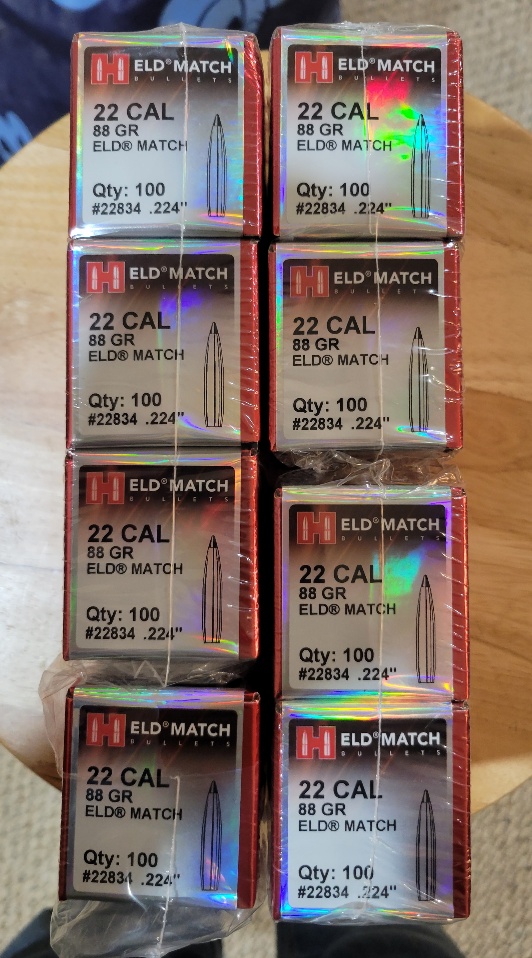 ELD® MATCH
BULLETS
22 CAL
88 GR
ELD® MATCH
Qty: 100
#22834 .224"
ELD® MATCH
BULLETS
22 CAL
88 GR
ELD® MATCH
Qty: 100
#22834 .224"
ELD® MATCH
BULLETS
22 CAL
88 GR
ELD® MATCH
Qty: 100
#22834 .224"
ELD® MATCH
BULLETS
22 CAL
88 GR
ELD® MATCH
Qty: 100
#22834 .224"
ELD® MATCH
BULLETS
22 CAL
88 GR
ELD® MATCH
Qty: 100
#22834 .224"
ELD® MATCH
BULLETS
22 CAL
88 GR
ELD® MATCH
Qty: 100
#22834 .224"
ELD® MATCH
BULLETS
22 CAL
88 GR
ELD® MATCH
Qty: 100
#22834 .224"
ELD® MATCH
BULLETS
22 CAL
88 GR
ELD® MATCH
Qty: 100
#22834 .224"